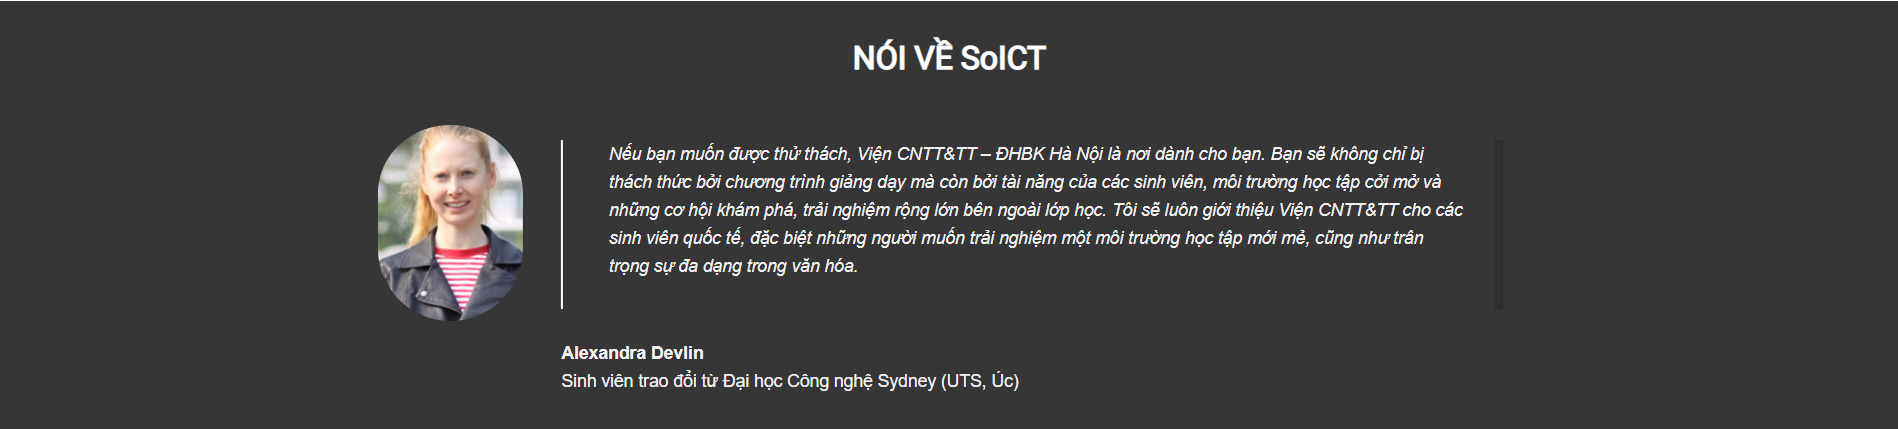 NÓI VỀ SoICT
Nếu bạn muốn được thử thách, Viện CNTT&TT – ĐHBK Hà Nội là nơi dành cho bạn. Bạn sẽ không chỉ bị
thách thức bởi chương trình giảng dạy mà còn bởi tài năng của các sinh viên, môi trường học tập cởi mở và
những cơ hội khám phá, trải nghiệm rộng lớn bên ngoài lớp học. Tôi sẽ luôn giới thiệu Viện CNTT&TT cho các
sinh viên quốc tế, đặc biệt những người muốn trải nghiệm một môi trường học tập mới mẻ, cũng như trân
trọng sự đa dạng trong văn hóa.
Alexandra Devlin
Sinh viên trao đổi từ Đại học Công nghệ Sydney (UTS, Úc)